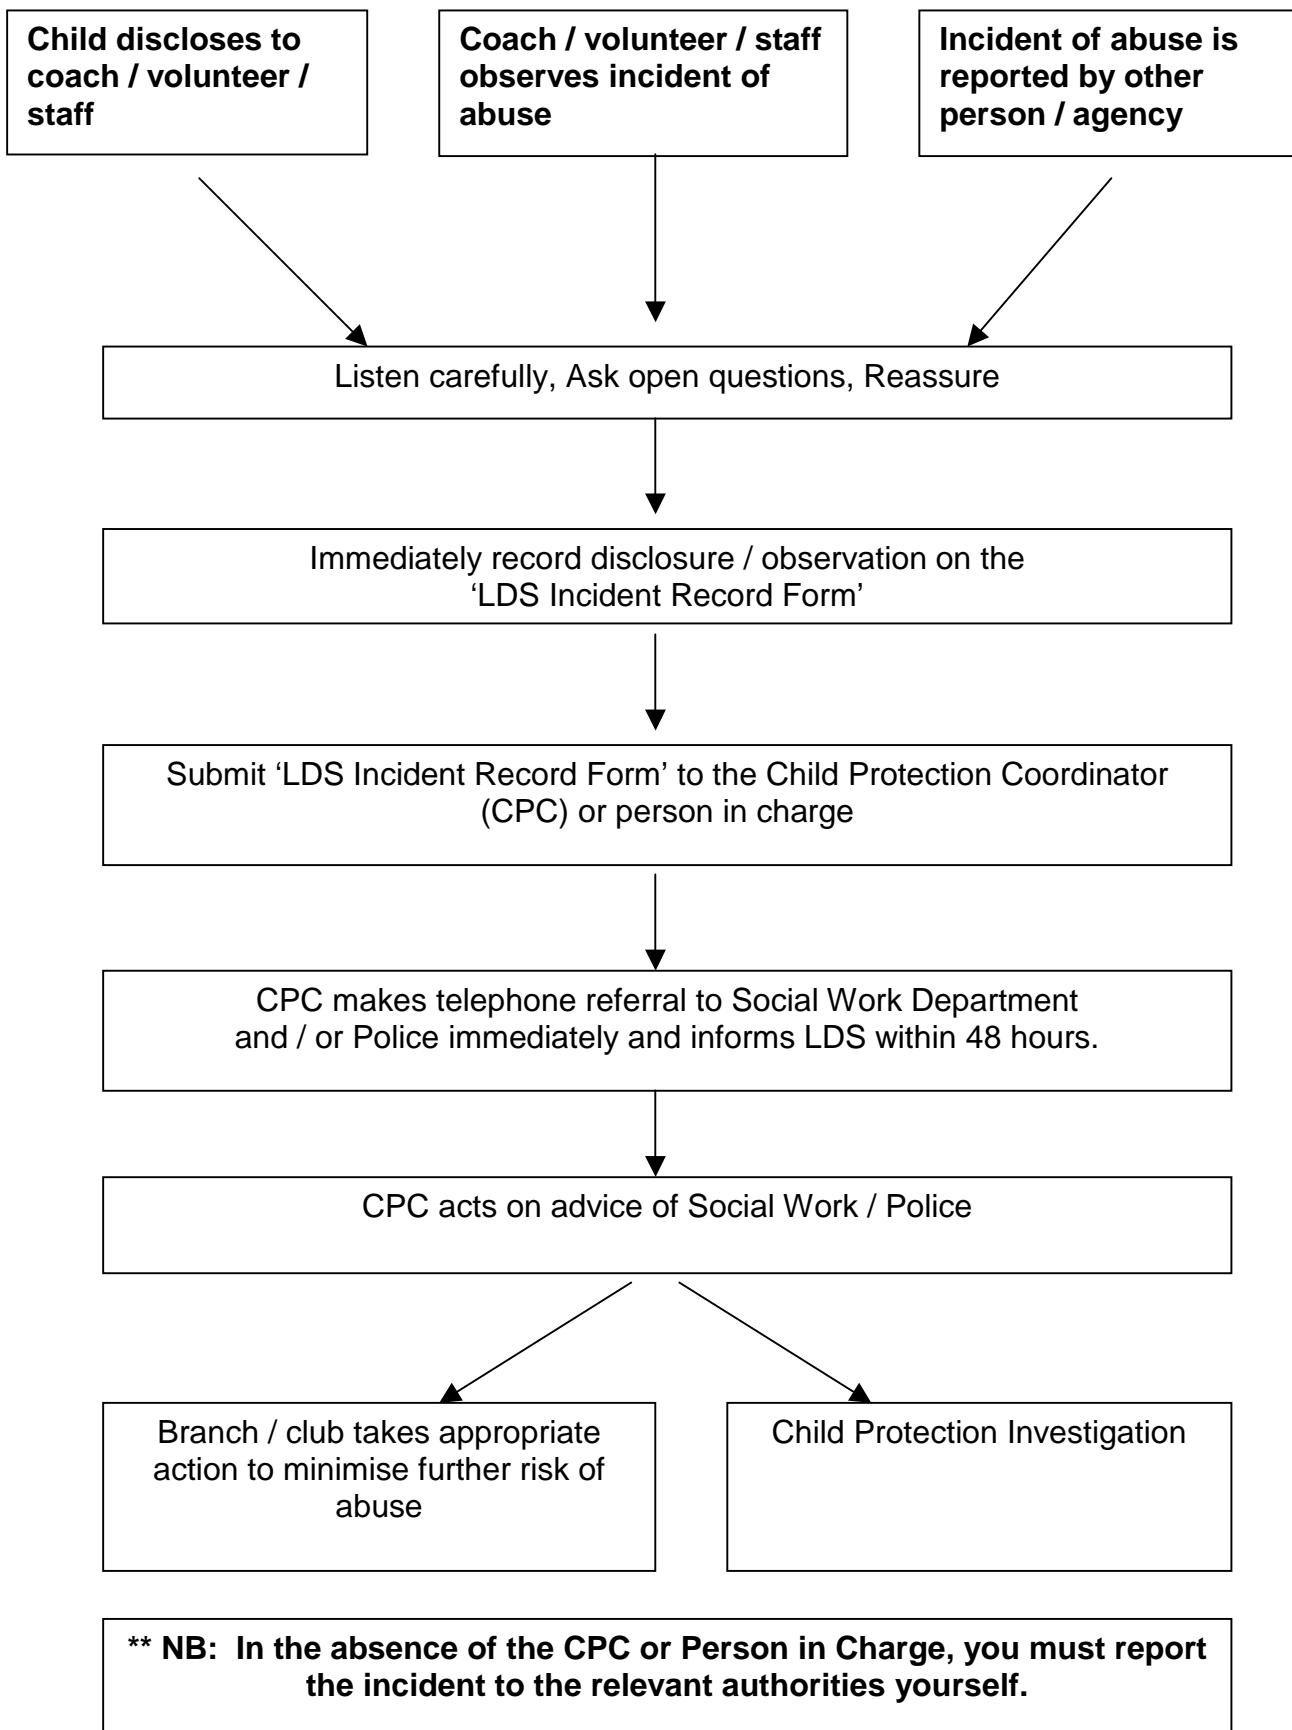 Child discloses to
coach / volunteer /
staff
Coach / volunteer / staff
observes incident of
abuse
Incident of abuse is
reported by other
person / agency
Listen carefully, Ask open questions, Reassure
Immediately record disclosure / observation on the
‘LDS Incident Record Form’
Submit ‘LDS Incident Record Form’ to the Child Protection Coordinator
(CPC) or person in charge
CPC makes telephone referral to Social Work Department
and / or Police immediately and informs LDS within 48 hours.
CPC acts on advice of Social Work / Police
Branch / club takes appropriate
action to minimise further risk of
abuse
Child Protection Investigation
** NB:  In the absence of the CPC or Person in Charge, you must report
the incident to the relevant authorities yourself.